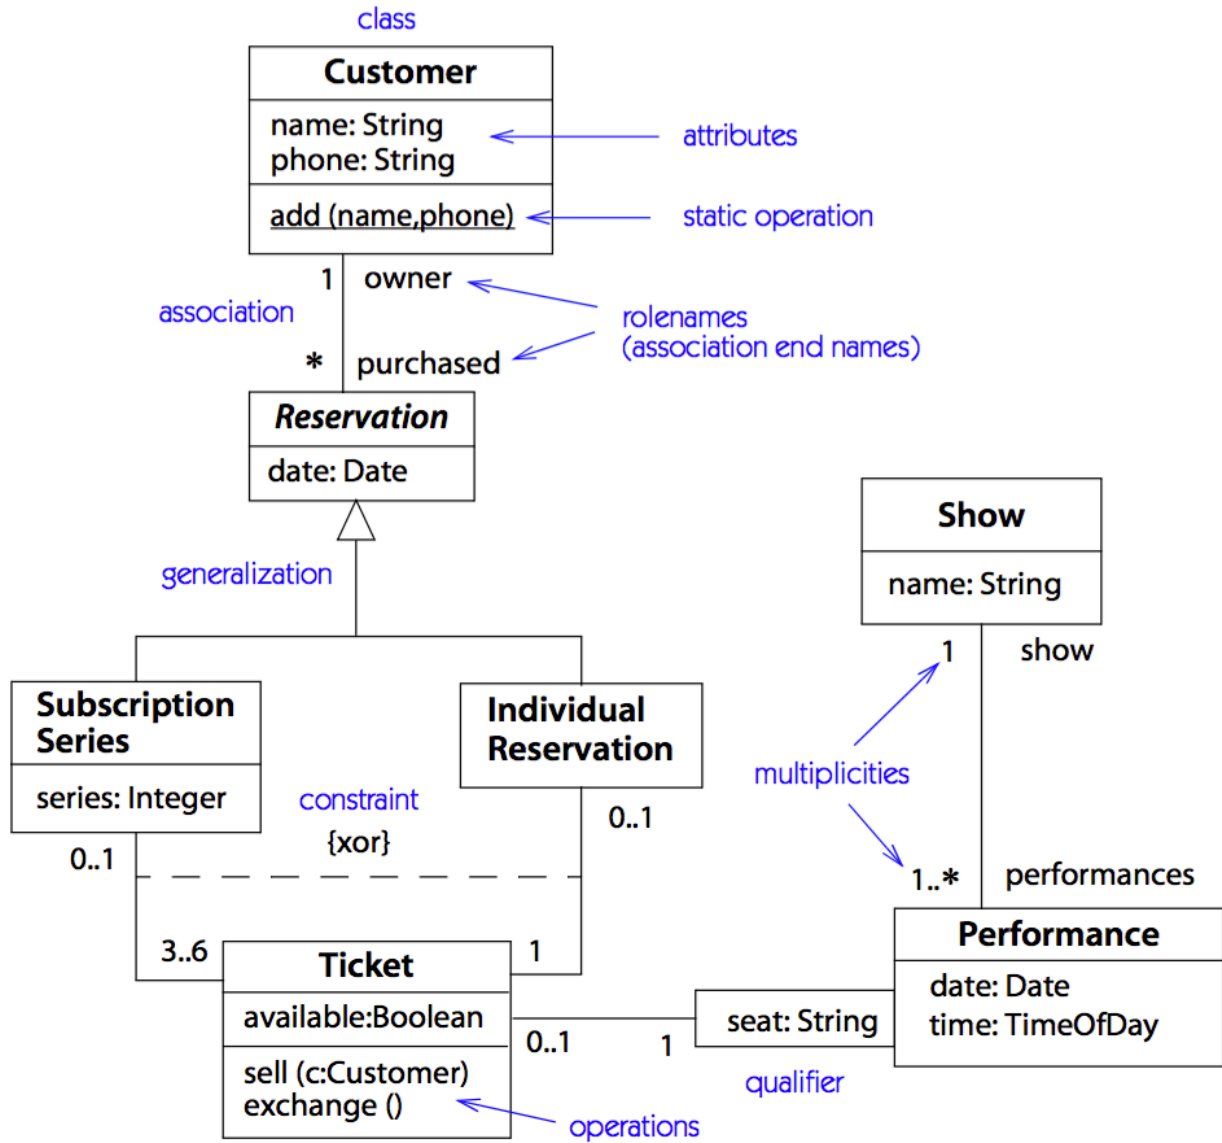 class
Customer
name: String
phone: String
attributes
add (name,phone)
static operation
1
owner
association
rolenames
(association end names)
*
purchased
Reservation
date: Date
generalization
Show
name: String
1
show
Subscription
Series
series: Integer
Individual
Reservation
constraint
{xor}
multiplicities
0..1
0..1
1..*
performances
3..6
1
Ticket
available:Boolean
sell (c:Customer)
exchange ()
operations
0..1
1
seat: String
qualifier
Performance
date: Date
time: TimeOfDay